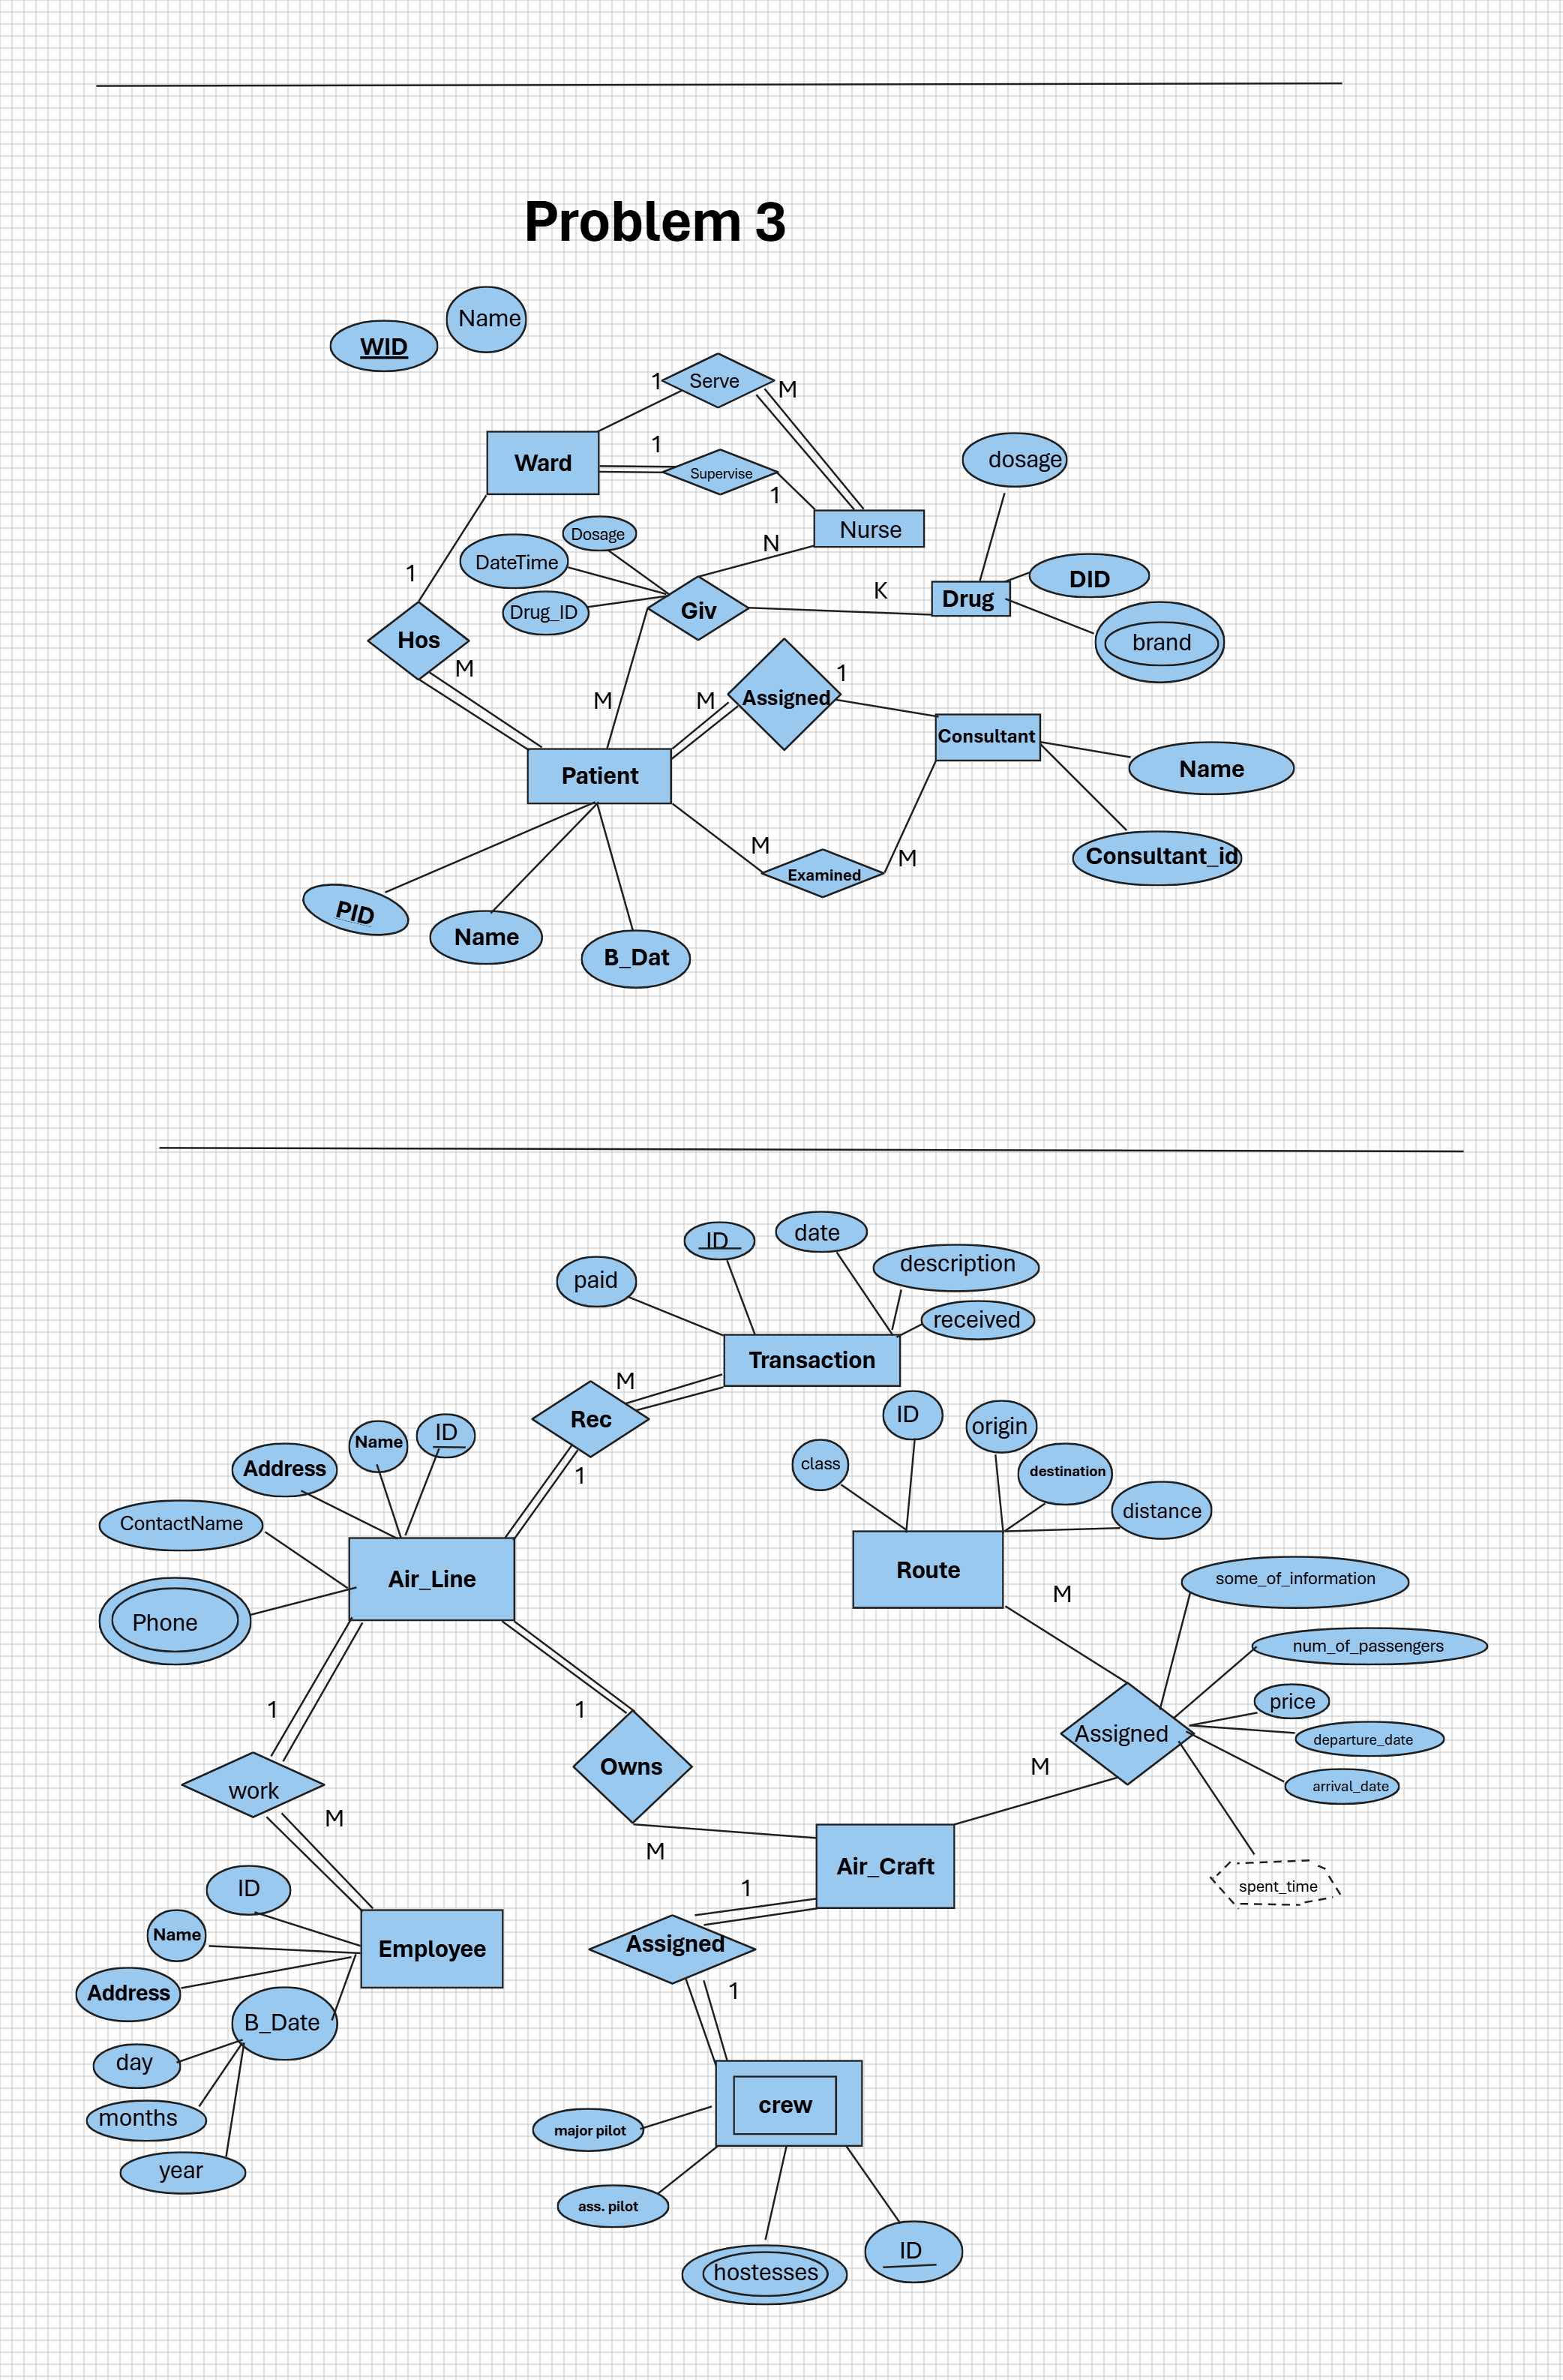 Problem 3
Name
WID
Serve
1
M
Ward
1
Supervise
1
dosage
Nurse
Dosage
DateTime
N
1
Drug_ID
Giv
K
Drug
DID
Hos
M
brand
M
M
Assigned
1
Consultant
Patient
Name
M
M
Examined
Consultant_id
PID
Name
B_Dat
ID
date
description
paid
received
Transaction
M
Rec
1
ID
origin
class
destination
distance
Name
ID
Address
ContactName
Phone
Air_Line
Route
M
some_of_information
num_of_passengers
price
departure_date
arrival_date
Assigned
spent_time
1
1
Owns
work
M
M
M
Air_Craft
ID
Name
Address
Employee
1
Assigned
1
B_Date
day
months
year
crew
major pilot
ass. pilot
hostesses
ID